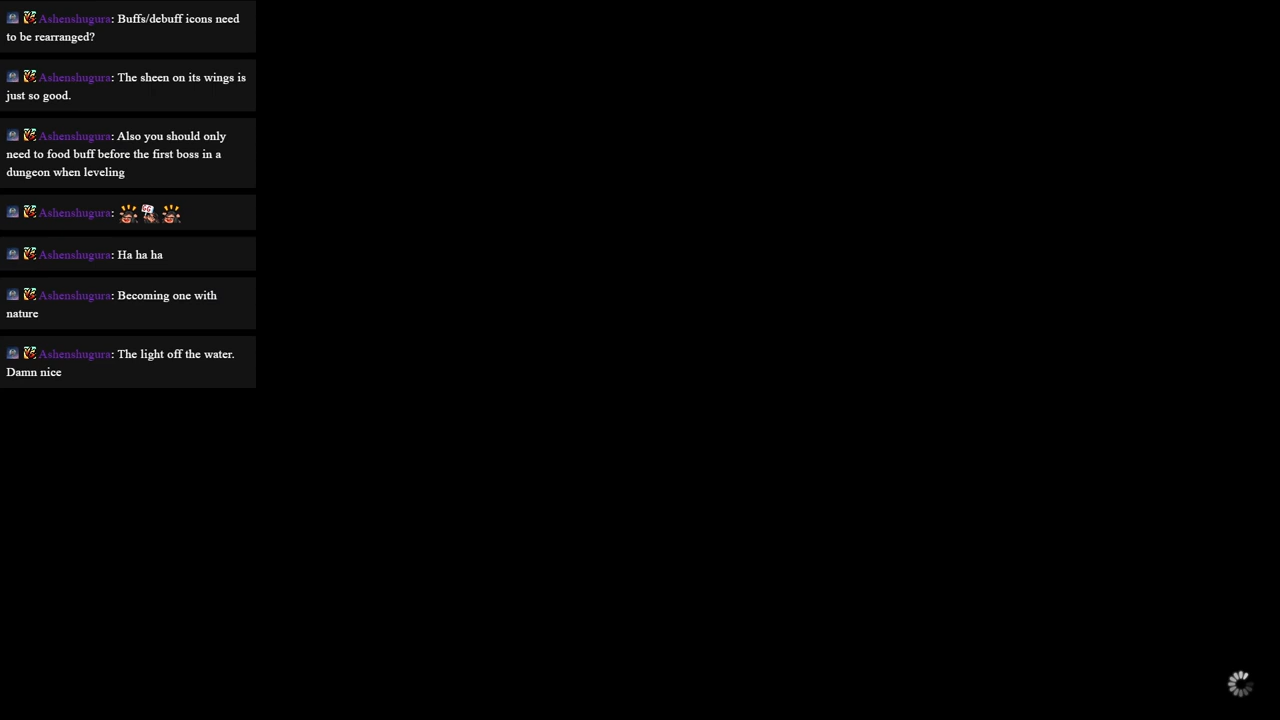 Ashenshugura: Buffs/debuff icons need
to be rearranged?
Ashenshugura: The sheen on its wings is
just so good.
Ashenshugura: Also you should only
need to food buff before the first boss in a
dungeon when leveling
Ashenshugura:
Ashenshugura: Ha ha ha
Ashenshugura: Becoming one with
nature
Ashenshugura: The light off the water.
Damn nice